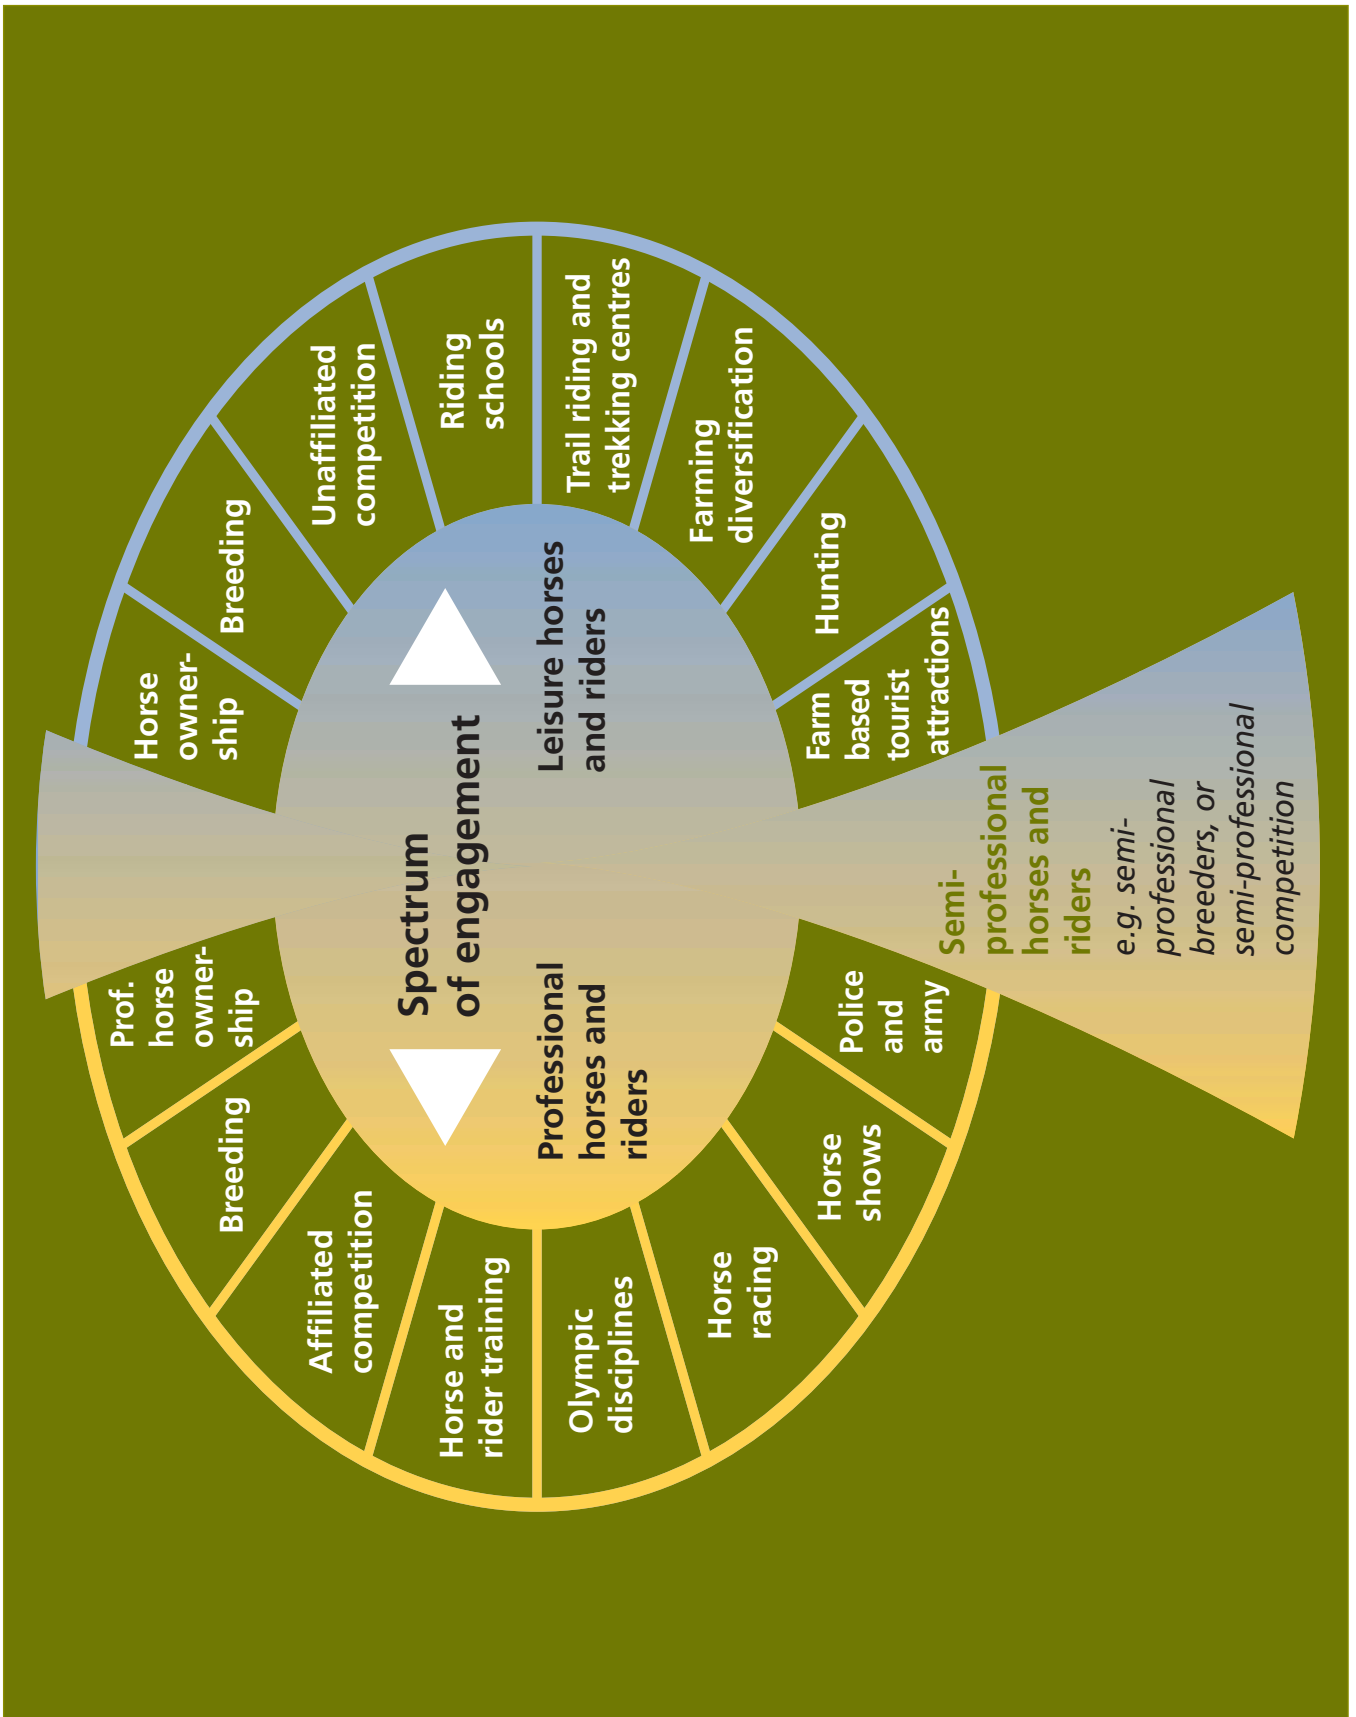 Spectrum
of engagement
Professional
horses and
riders
Leisure horses
and riders
Prof.
horse
owner-
ship
Breeding
Affiliated
competition
Horse and
rider training
Olympic
disciplines
Horse
racing
Horse
shows
Police
and
army
Horse
owner-
ship
Breeding
Unaffiliated
competition
Riding
schools
Trail riding and
trekking centres
Farming
diversification
Hunting
Farm
based
tourist
attractions
Semi-
professional
horses and
riders
e.g. semi-
professional
breeders, or
semi-professional
competition